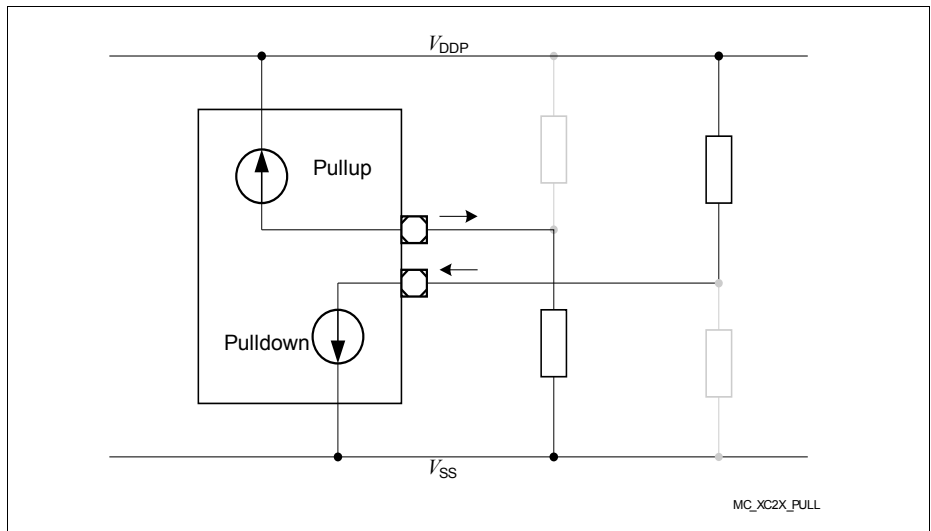 VDDP
Pullup
Pulldown
VSS
MC_XC2X_PULL